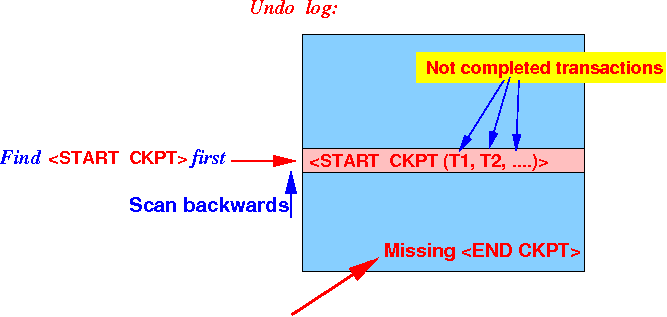 Undo log:
Not completed transactions
Find <START CKPT> first
<START CKPT (T1, T2, ....)>
Scan backwards
Missing <END CKPT>